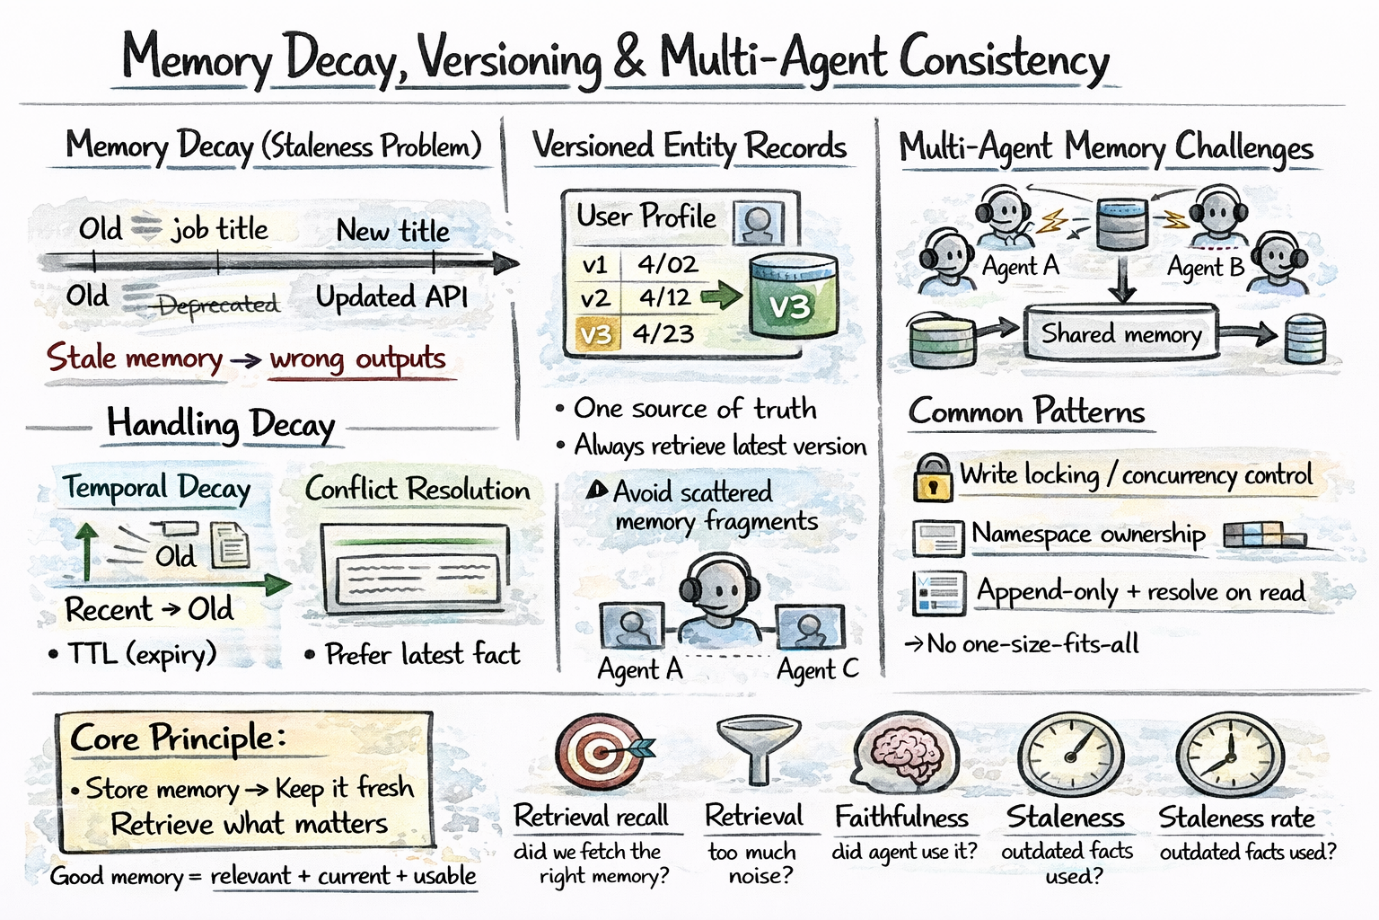 Memory Decay, Versioning & Multi-Agent Consistency
Memory Decay (Staleness Problem)
Old job title New title
Old Deprecated Updated API
Stale memory → wrong outputs
Handling Decay
Temporal Decay
Old
Recent → Old
• TTL (expiry)
Conflict Resolution
• Prefer latest fact
Versioned Entity Records
User Profile
v1 4/02
v2 4/12
v3 4/23
v3
• One source of truth
• Always retrieve latest version
Avoid scattered
memory fragments
Agent A Agent C
Multi-Agent Memory Challenges
Agent A Agent B
Shared memory
Common Patterns
Write locking / concurrency control
Namespace ownership
Append-only + resolve on read
→ No one-size-fits-all
Core Principle:
• Store memory → Keep it fresh
Retrieve what matters
Good memory = relevant + current + usable
Retrieval recall
did we fetch the
right memory?
Retrieval
too much
noise?
Faithfulness
did agent use it?
Staleness
outdated facts
used?
Staleness rate
outdated facts used?